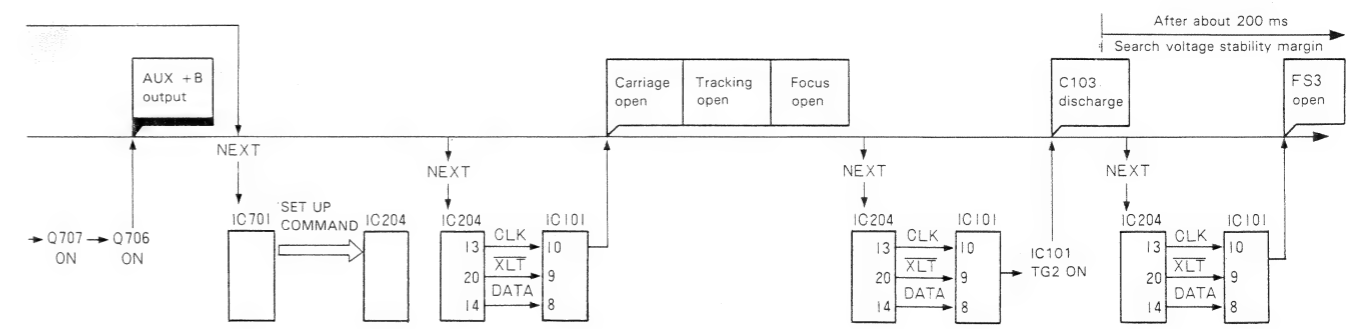 After about 200 ms
Search voltage stability margin
AUX +B
output
Carriage
open
Tracking
open
Focus
open
C103
discharge
FS3
open
NEXT
NEXT
NEXT
NEXT
Q707
ON
Q706
ON
IC701
SET UP
COMMAND
IC204
IC204
IC101
13 CLK 10
20 X̅L̅T̅ 9
14 DATA 8
IC204
IC101
13 CLK 10
20 X̅L̅T̅ 9
14 DATA 8
IC101
TG2 ON
IC204
IC101
13 CLK 10
20 X̅L̅T̅ 9
14 DATA 8